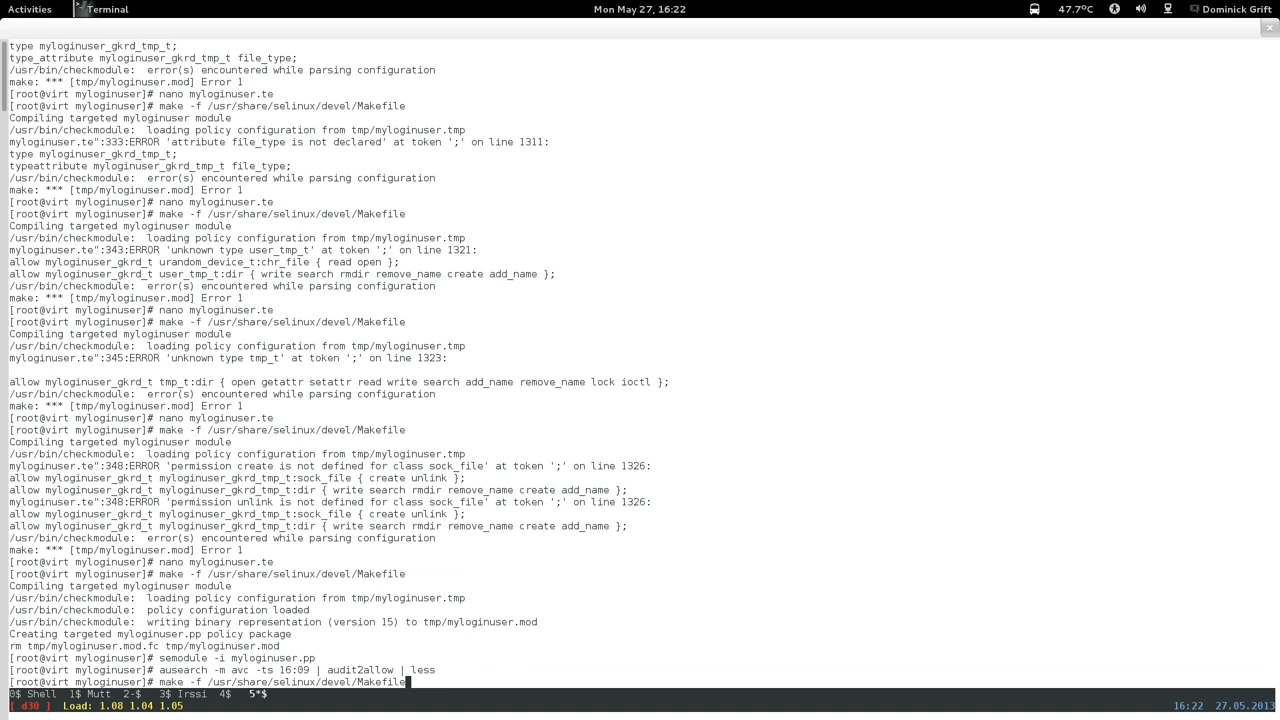 Activities Terminal Mon May 27, 16:22 47.7°C Dominick Grift
type myloginuser_gkrd_tmp_t;
type_attribute myloginuser_gkrd_tmp_t file_type;
/usr/bin/checkmodule:  error(s) encountered while parsing configuration
make: *** [tmp/myloginuser.mod] Error 1
[root@virt myloginuser]# nano myloginuser.te
[root@virt myloginuser]# make -f /usr/share/selinux/devel/Makefile
Compiling targeted myloginuser module
/usr/bin/checkmodule:  loading policy configuration from tmp/myloginuser.tmp
myloginuser.te":333:ERROR 'attribute file_type is not declared' at token ';' on line 1311:
type myloginuser_gkrd_tmp_t;
typeattribute myloginuser_gkrd_tmp_t file_type;
/usr/bin/checkmodule:  error(s) encountered while parsing configuration
make: *** [tmp/myloginuser.mod] Error 1
[root@virt myloginuser]# nano myloginuser.te
[root@virt myloginuser]# make -f /usr/share/selinux/devel/Makefile
Compiling targeted myloginuser module
/usr/bin/checkmodule:  loading policy configuration from tmp/myloginuser.tmp
myloginuser.te":343:ERROR 'unknown type user_tmp_t' at token ';' on line 1321:
allow myloginuser_gkrd_t urandom_device_t:chr_file { read open };
allow myloginuser_gkrd_t user_tmp_t:dir { write search rmdir remove_name create add_name };
/usr/bin/checkmodule:  error(s) encountered while parsing configuration
make: *** [tmp/myloginuser.mod] Error 1
[root@virt myloginuser]# nano myloginuser.te
[root@virt myloginuser]# make -f /usr/share/selinux/devel/Makefile
Compiling targeted myloginuser module
/usr/bin/checkmodule:  loading policy configuration from tmp/myloginuser.tmp
myloginuser.te":345:ERROR 'unknown type tmp_t' at token ';' on line 1323:
allow myloginuser_gkrd_t tmp_t:dir { open getattr setattr read write search add_name remove_name lock ioctl };
/usr/bin/checkmodule:  error(s) encountered while parsing configuration
make: *** [tmp/myloginuser.mod] Error 1
[root@virt myloginuser]# nano myloginuser.te
[root@virt myloginuser]# make -f /usr/share/selinux/devel/Makefile
Compiling targeted myloginuser module
/usr/bin/checkmodule:  loading policy configuration from tmp/myloginuser.tmp
myloginuser.te":348:ERROR 'permission create is not defined for class sock_file' at token ';' on line 1326:
allow myloginuser_gkrd_t myloginuser_gkrd_tmp_t:sock_file { create unlink };
allow myloginuser_gkrd_t myloginuser_gkrd_tmp_t:dir { write search rmdir remove_name create add_name };
myloginuser.te":348:ERROR 'permission unlink is not defined for class sock_file' at token ';' on line 1326:
allow myloginuser_gkrd_t myloginuser_gkrd_tmp_t:sock_file { create unlink };
allow myloginuser_gkrd_t myloginuser_gkrd_tmp_t:dir { write search rmdir remove_name create add_name };
/usr/bin/checkmodule:  error(s) encountered while parsing configuration
make: *** [tmp/myloginuser.mod] Error 1
[root@virt myloginuser]# nano myloginuser.te
[root@virt myloginuser]# make -f /usr/share/selinux/devel/Makefile
Compiling targeted myloginuser module
/usr/bin/checkmodule:  loading policy configuration from tmp/myloginuser.tmp
/usr/bin/checkmodule:  policy configuration loaded
/usr/bin/checkmodule:  writing binary representation (version 15) to tmp/myloginuser.mod
Creating targeted myloginuser.pp policy package
rm tmp/myloginuser.mod.fc tmp/myloginuser.mod
[root@virt myloginuser]# semodule -i myloginuser.pp
[root@virt myloginuser]# ausearch -m avc -ts 16:09 | audit2allow | less
[root@virt myloginuser]# make -f /usr/share/selinux/devel/Makefile
0$ Shell  1$ Mutt  2-$  3$ Irssi  4$  5*$
[ d30 ]  Load: 1.08 1.04 1.05 16:22 27.05.2013